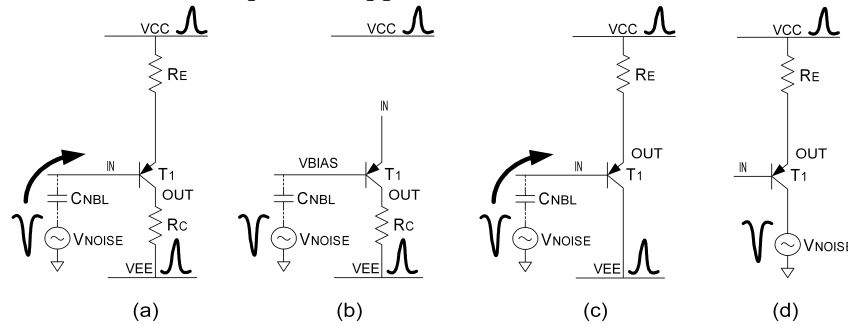 VCC
RE
IN
T1
CNBL
OUT
VNOISE
RC
VEE
(a)
VCC
IN
VBIAS
T1
CNBL
OUT
VNOISE
RC
VEE
(b)
VCC
RE
OUT
IN
T1
CNBL
VNOISE
VEE
(c)
VCC
RE
OUT
IN
T1
VNOISE
(d)